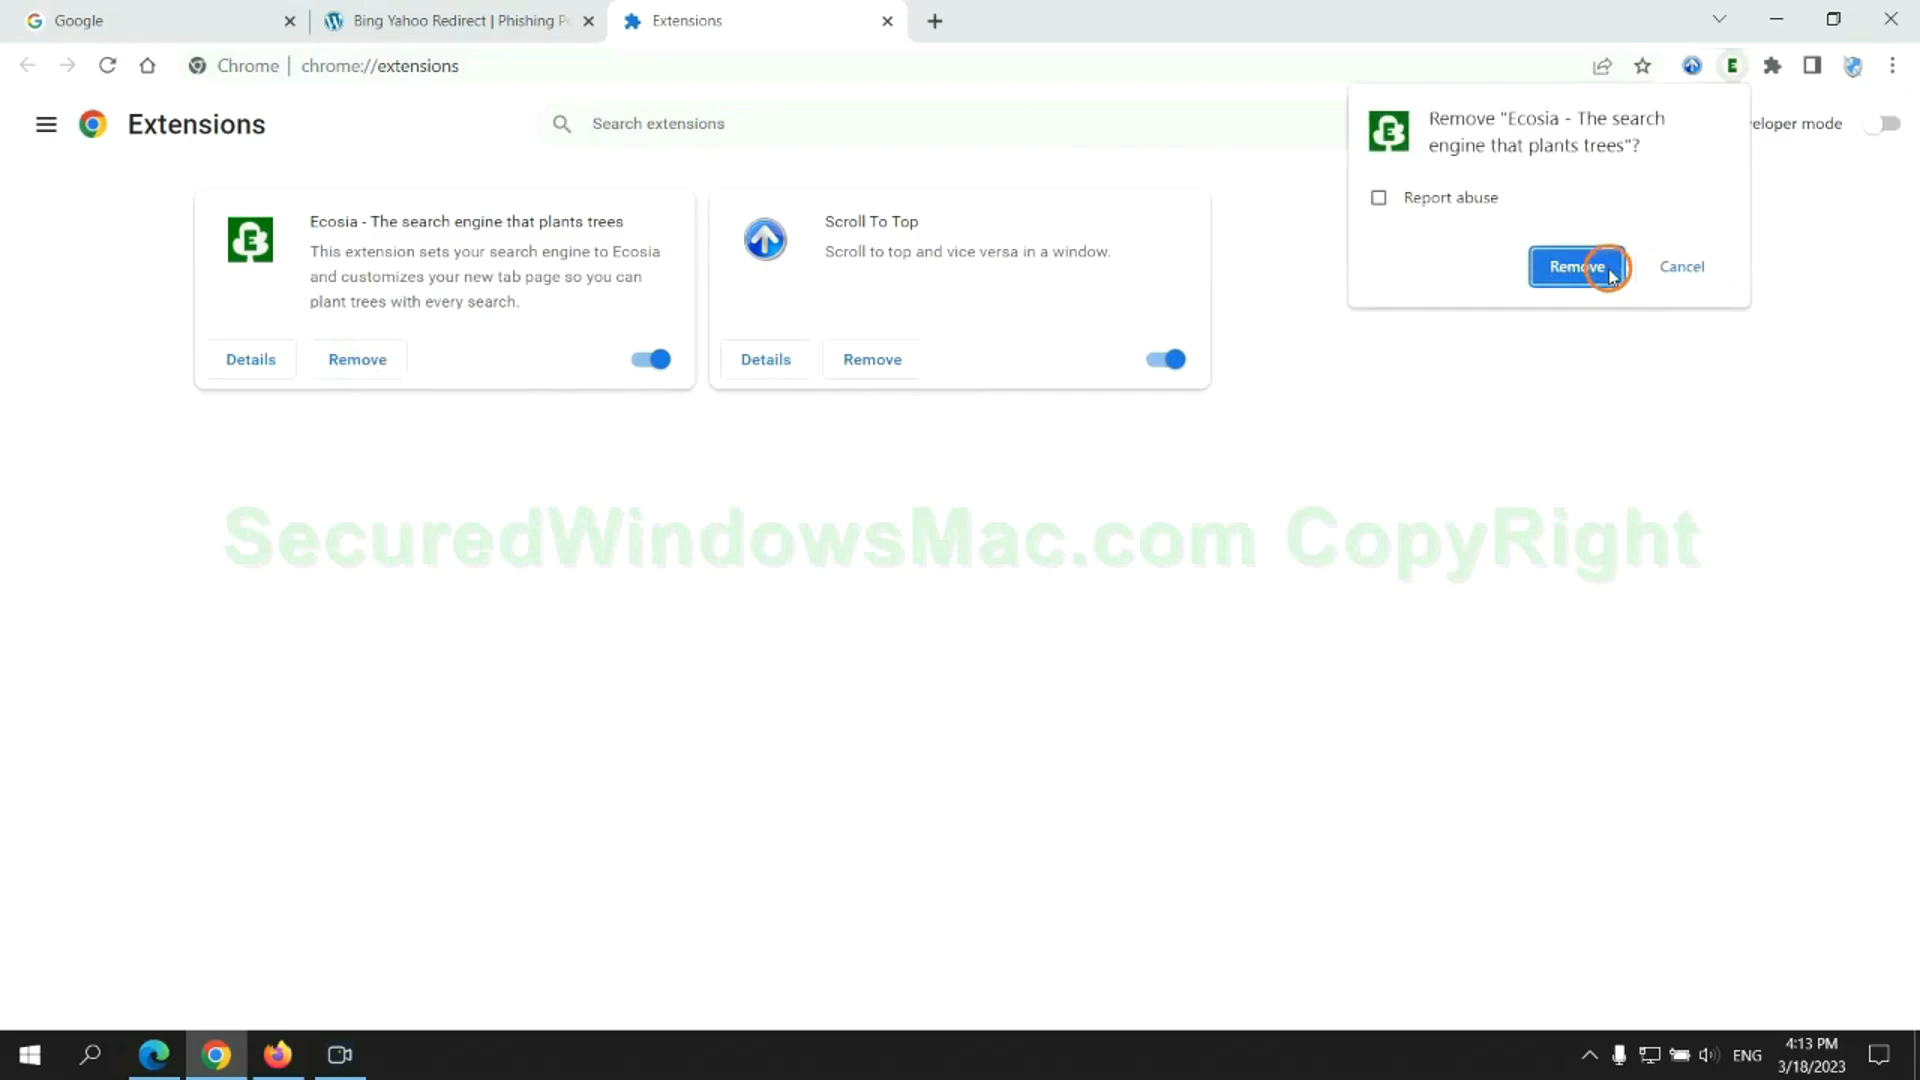 Google
Bing Yahoo Redirect | Phishing P
Extensions
Chrome | chrome://extensions
Extensions
Search extensions
veloper mode
Remove "Ecosia - The search
engine that plants trees"?
Report abuse
Remove
Cancel
Ecosia - The search engine that plants trees
This extension sets your search engine to Ecosia
and customizes your new tab page so you can
plant trees with every search.
Details
Remove
Scroll To Top
Scroll to top and vice versa in a window.
Details
Remove
SecuredWindowsMac.com CopyRight
ENG
4:13 PM
3/18/2023